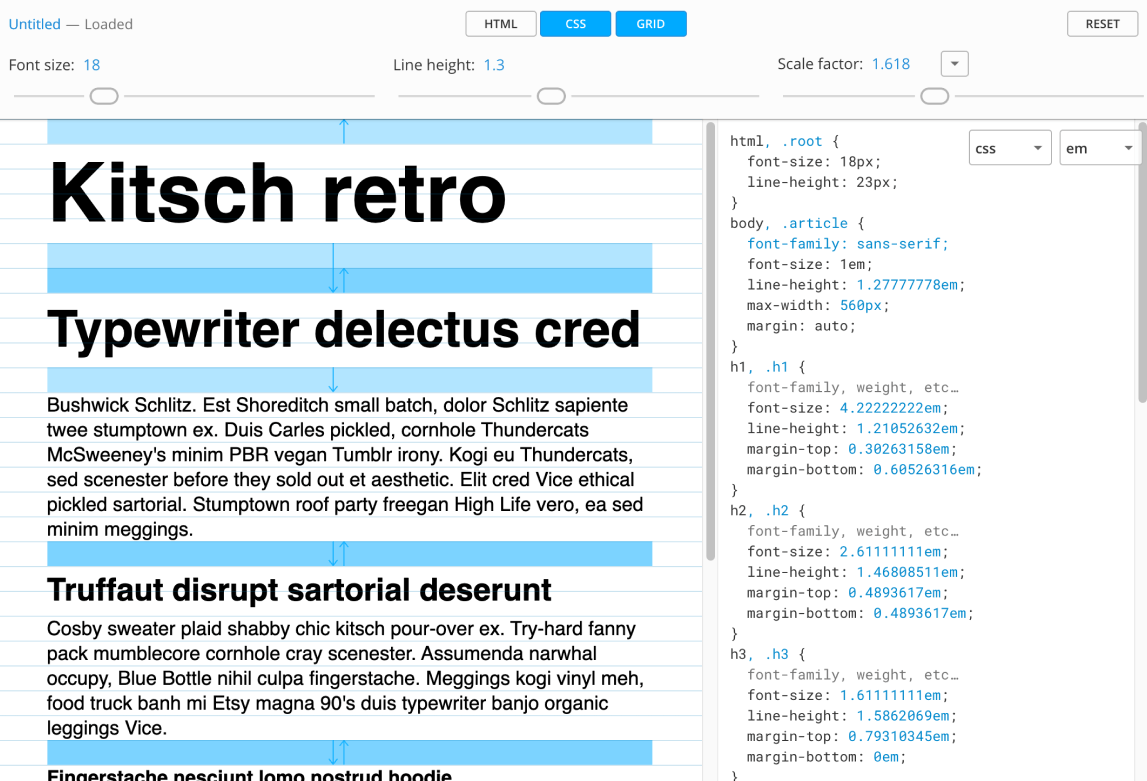 Untitled — Loaded
HTML
CSS
GRID
RESET
Font size: 18
Line height: 1.3
Scale factor: 1.618
Kitsch retro
Typewriter delectus cred
Bushwick Schlitz. Est Shoreditch small batch, dolor Schlitz sapiente
twee stumptown ex. Duis Carles pickled, cornhole Thundercats
McSweeney's minim PBR vegan Tumblr irony. Kogi eu Thundercats,
sed scenester before they sold out et aesthetic. Elit cred Vice ethical
pickled sartorial. Stumptown roof party freegan High Life vero, ea sed
minim meggings.
Truffaut disrupt sartorial deserunt
Cosby sweater plaid shabby chic kitsch pour-over ex. Try-hard fanny
pack mumblecore cornhole cray scenester. Assumenda narwhal
occupy, Blue Bottle nihil culpa fingerstache. Meggings kogi vinyl meh,
food truck banh mi Etsy magna 90's duis typewriter banjo organic
leggings Vice.
Fingerstache nesciunt lomo nostrud hoodie
css
em
html, .root {
font-size: 18px;
line-height: 23px;
}
body, .article {
font-family: sans-serif;
font-size: 1em;
line-height: 1.27777778em;
max-width: 560px;
margin: auto;
}
h1, .h1 {
font-family, weight, etc…
font-size: 4.22222222em;
line-height: 1.21052632em;
margin-top: 0.30263158em;
margin-bottom: 0.60526316em;
}
h2, .h2 {
font-family, weight, etc…
font-size: 2.61111111em;
line-height: 1.46808511em;
margin-top: 0.4893617em;
margin-bottom: 0.4893617em;
}
h3, .h3 {
font-family, weight, etc…
font-size: 1.61111111em;
line-height: 1.5862069em;
margin-top: 0.79310345em;
margin-bottom: 0em;
}